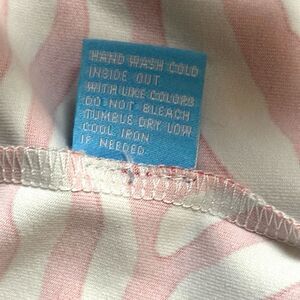 HAND WASH COLD
INSIDE OUT
WITH LIKE COLORS
DO NOT BLEACH
TUMBLE DRY LOW
COOL IRON
IF NEEDED